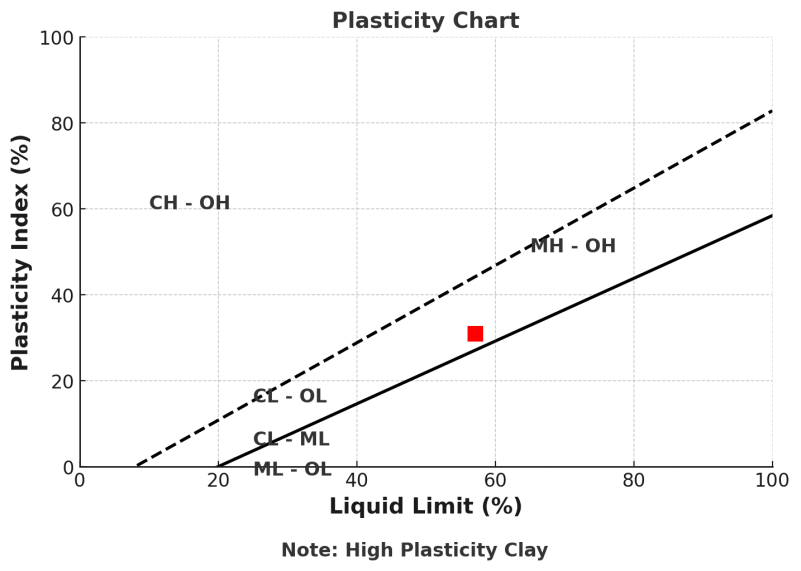 Plasticity Chart
100
80
60
40
20
0
Plasticity Index (%)
CH - OH
MH - OH
CL - OL
CL - ML
ML - OL
0 20 40 60 80 100
Liquid Limit (%)
Note: High Plasticity Clay